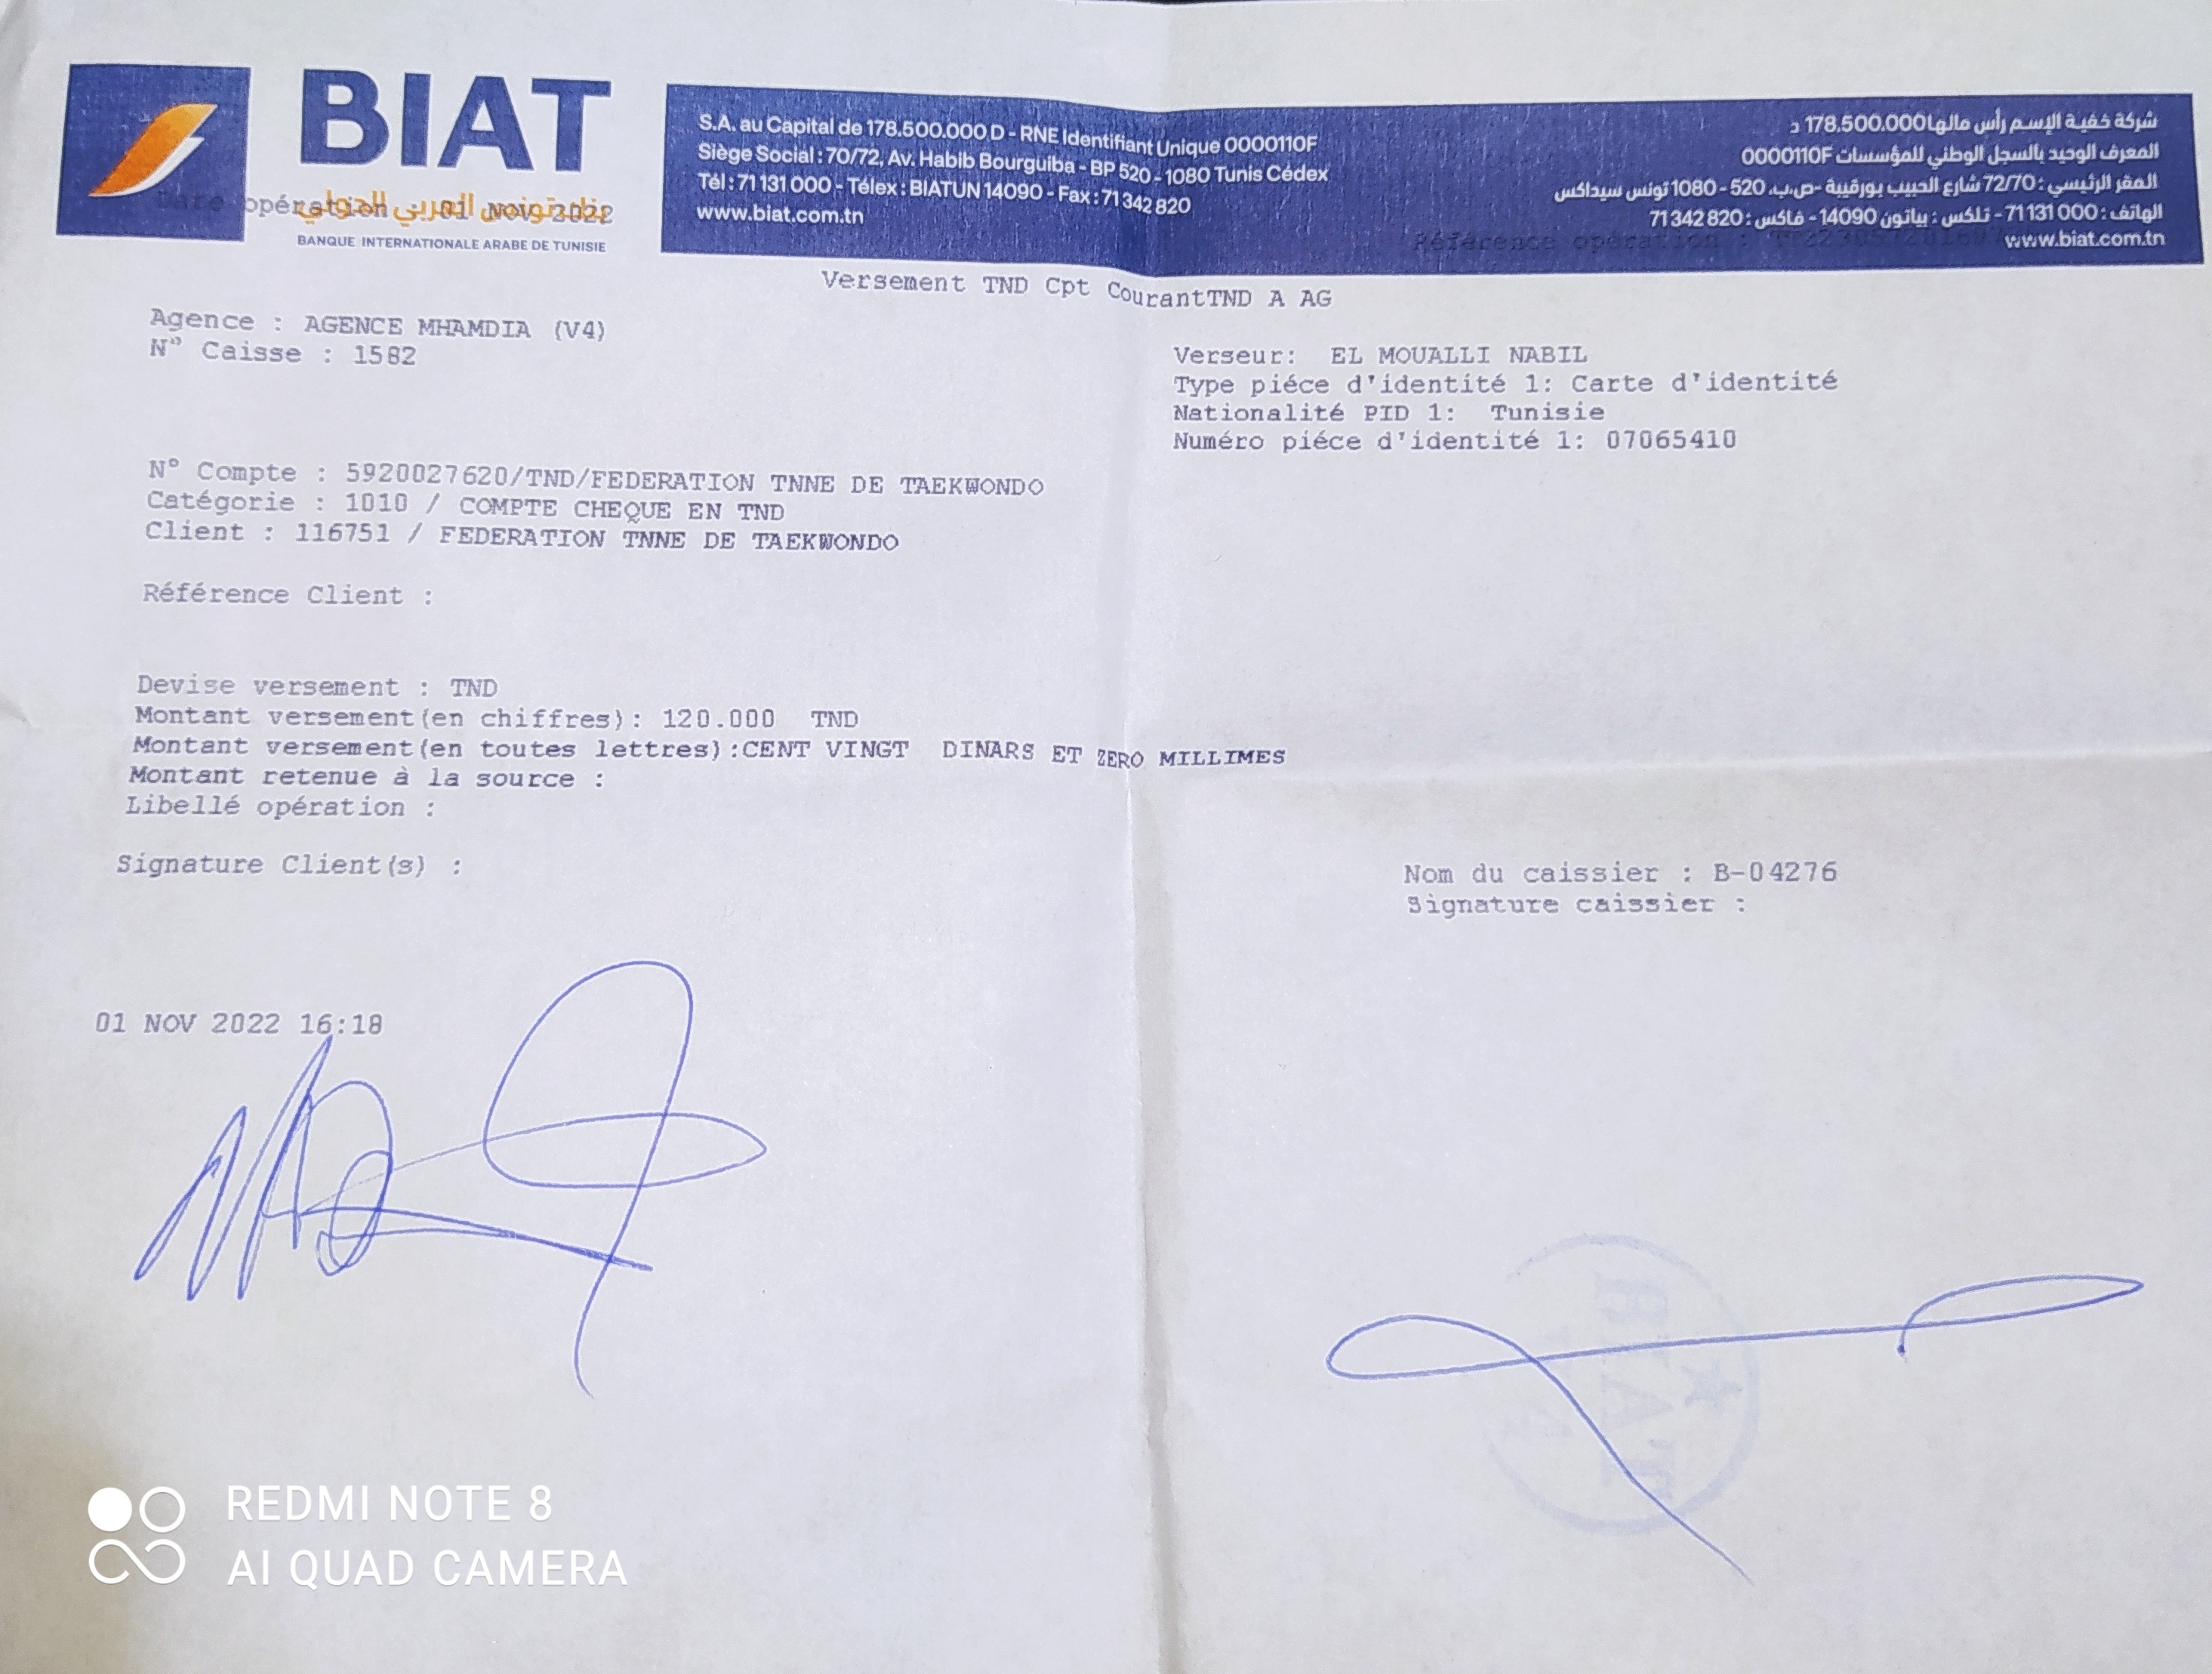 BIAT
بنك تونس العربي الدولي
Date opération : 01 NOV 2022
BANQUE INTERNATIONALE ARABE DE TUNISIE
S.A. au Capital de 178.500.000 D - RNE Identifiant Unique 0000110F
Siège Social : 70/72, Av. Habib Bourguiba - BP 520 - 1080 Tunis Cédex
Tél : 71 131 000 - Télex : BIATUN 14090 - Fax : 71 342 820
www.biat.com.tn
شركة خفية الإسم رأس مالها 178.500.000 د
المعرف الوحيد بالسجل الوطني للمؤسسات 0000110F
المقر الرئيسي : 72/70 شارع الحبيب بورقيبة -ص.ب. 520 - 1080 تونس سيداكس
الهاتف : 71 131 000 - تلكس : بياتون 14090 - فاكس : 71 342 820
www.biat.com.tn
Référence opération :
Versement TND Cpt CourantTND A AG
Agence : AGENCE MHAMDIA (V4)
N° Caisse : 1582
Verseur: EL MOUALLI NABIL
Type piéce d'identité 1: Carte d'identité
Nationalité PID 1: Tunisie
Numéro piéce d'identité 1: 07065410
N° Compte : 5920027620/TND/FEDERATION TNNE DE TAEKWONDO
Catégorie : 1010 / COMPTE CHEQUE EN TND
Client : 116751 / FEDERATION TNNE DE TAEKWONDO
Référence Client :
Devise versement : TND
Montant versement(en chiffres): 120.000 TND
Montant versement(en toutes lettres):CENT VINGT DINARS ET ZERO MILLIMES
Montant retenue à la source :
Libellé opération :
Signature Client(s) :
Nom du caissier : B-04276
Signature caissier :
01 NOV 2022 16:18
BIAT
REDMI NOTE 8
AI QUAD CAMERA